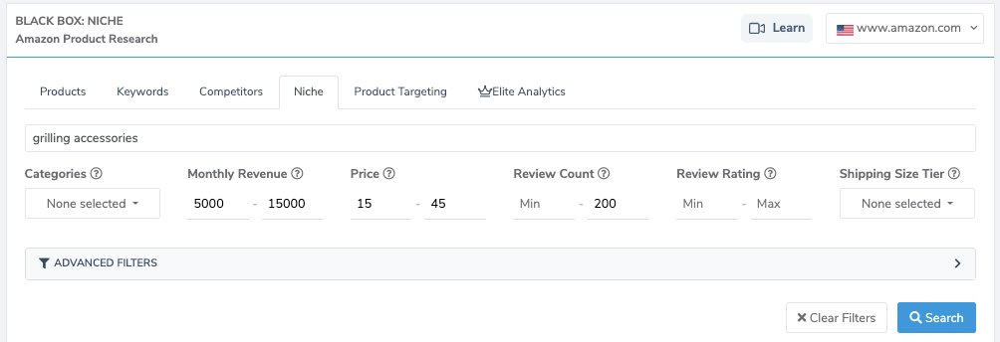 BLACK BOX: NICHE
Amazon Product Research
Learn
www.amazon.com
Products Keywords Competitors Niche Product Targeting Elite Analytics
grilling accessories
Categories Monthly Revenue Price Review Count Review Rating Shipping Size Tier
None selected 5000 - 15000 15 - 45 Min - 200 Min - Max None selected
ADVANCED FILTERS
Clear Filters Search